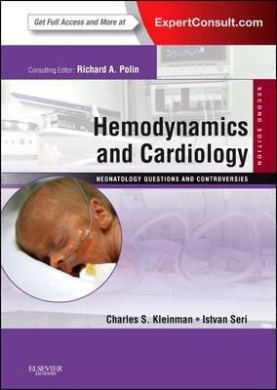 Get Full Access and More at
ExpertConsult.com
Consulting Editor: Richard A. Polin
Hemodynamics
and Cardiology
SECOND EDITION
NEONATOLOGY QUESTIONS AND CONTROVERSIES
Charles S. Kleinman • Istvan Seri
ELSEVIER
SAUNDERS